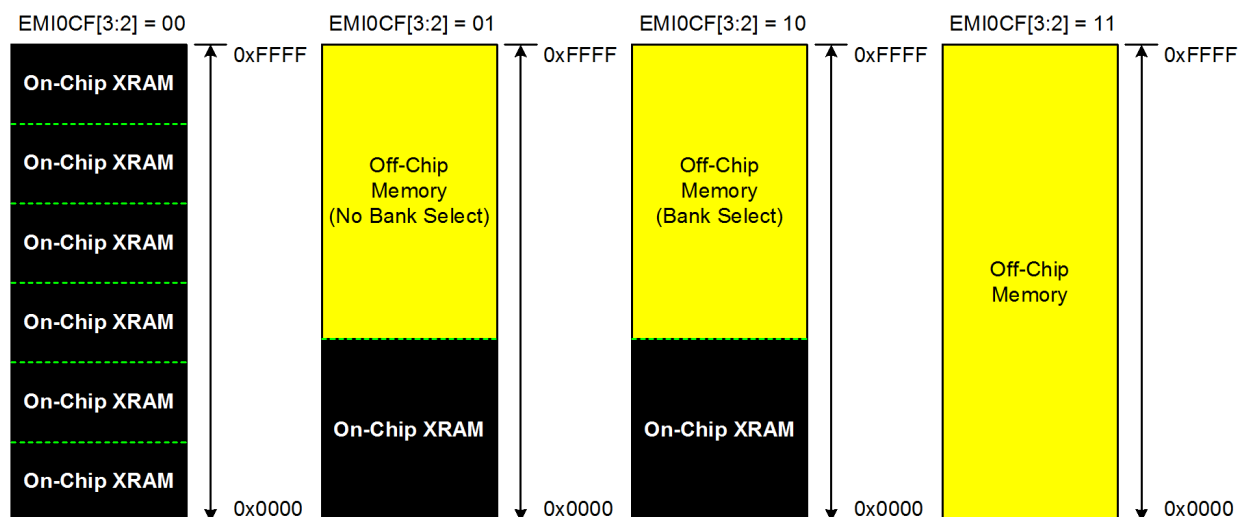 EMI0CF[3:2] = 00
EMI0CF[3:2] = 01
EMI0CF[3:2] = 10
EMI0CF[3:2] = 11
On-Chip XRAM
On-Chip XRAM
On-Chip XRAM
On-Chip XRAM
On-Chip XRAM
On-Chip XRAM
0xFFFF
0x0000
Off-Chip
Memory
(No Bank Select)
On-Chip XRAM
0xFFFF
0x0000
Off-Chip
Memory
(Bank Select)
On-Chip XRAM
0xFFFF
0x0000
Off-Chip
Memory
0xFFFF
0x0000